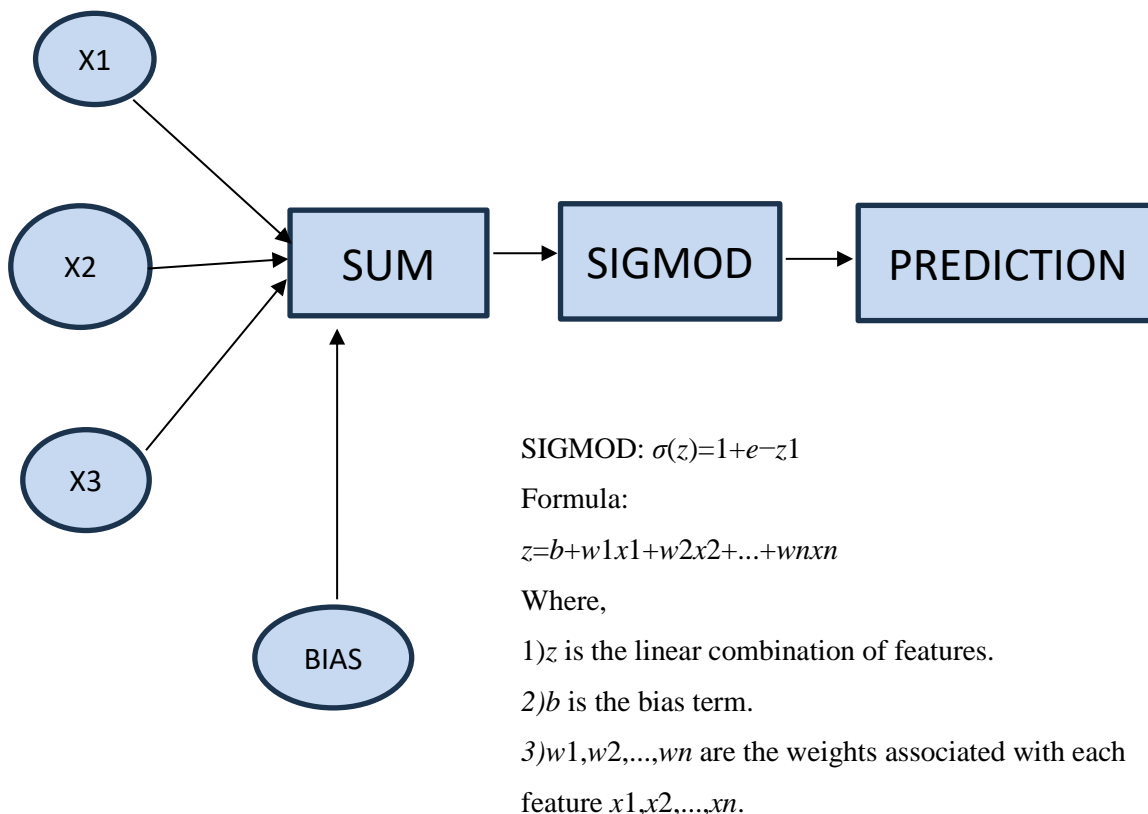 X1
X2
SUM
SIGMOD
PREDICTION
X3
BIAS
SIGMOD: σ(z)=1+e−z1
Formula:
z=b+w1x1+w2x2+...+wnxn
Where,
1)z is the linear combination of features.
2)b is the bias term.
3)w1,w2,...,wn are the weights associated with each
feature x1,x2,...,xn.